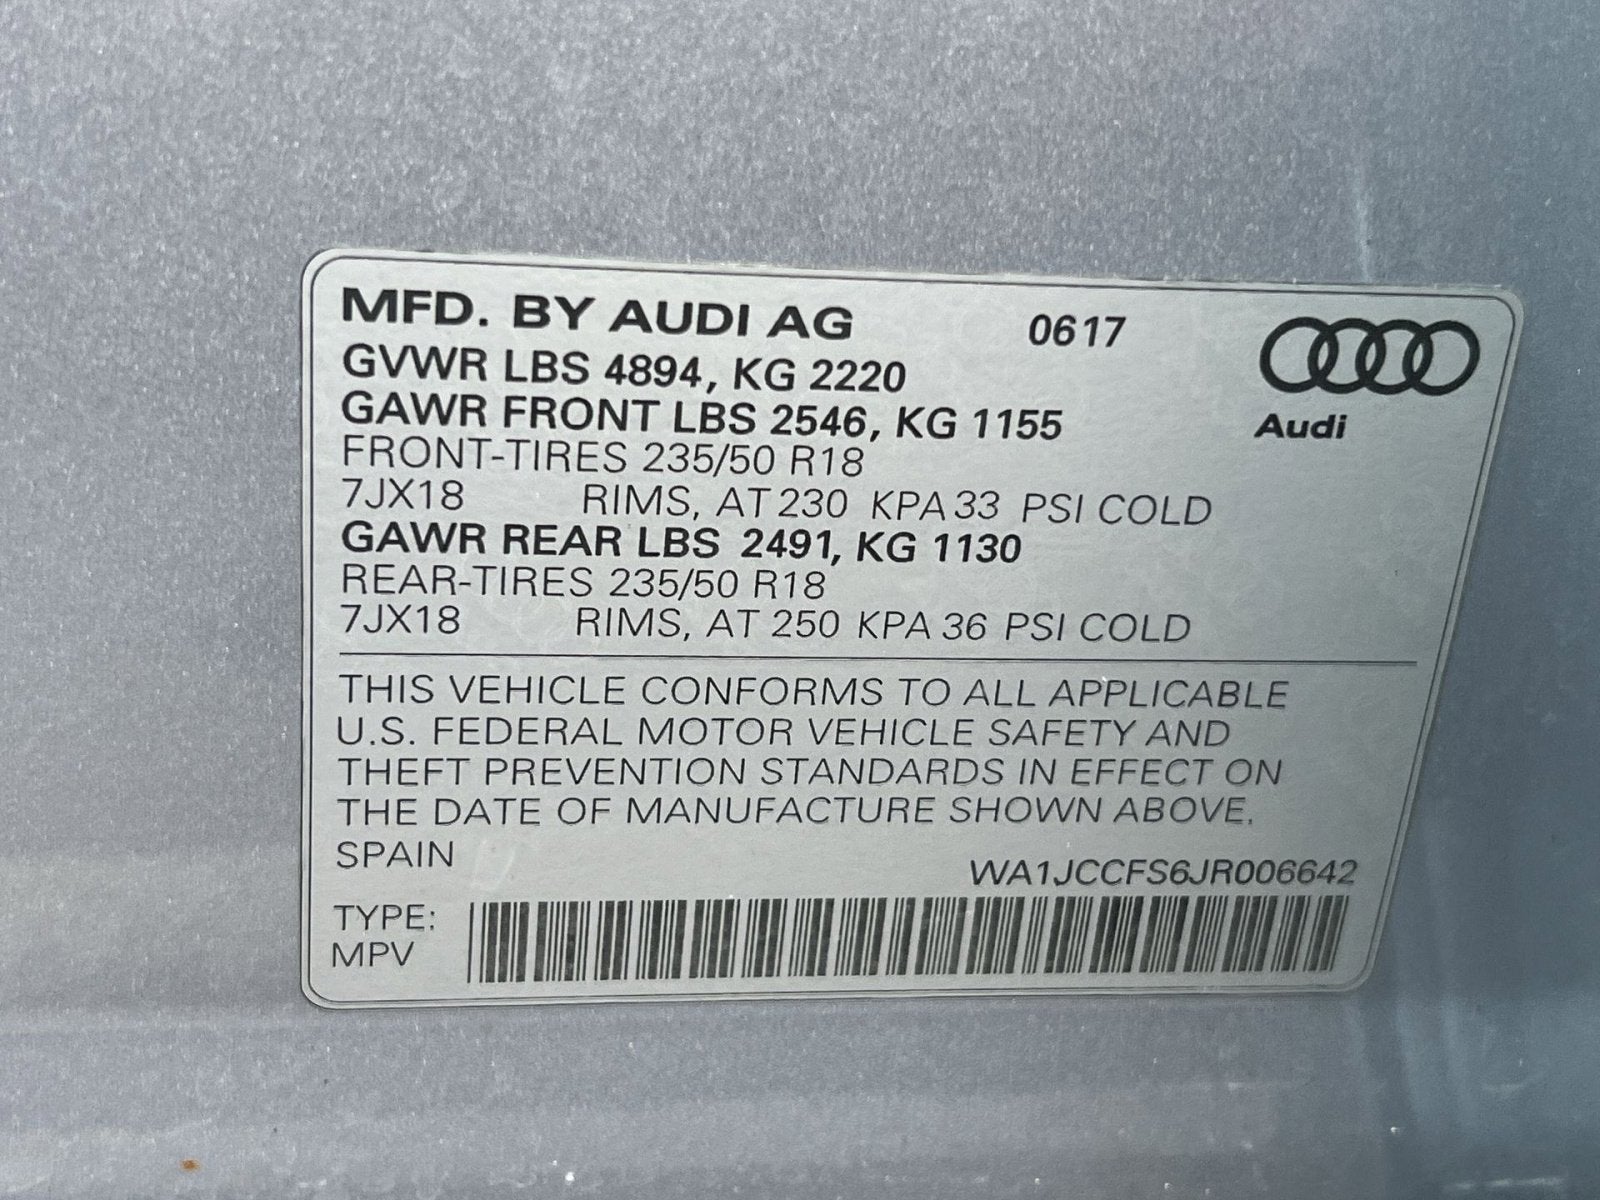 MFD. BY AUDI AG 0617
GVWR LBS 4894, KG 2220
GAWR FRONT LBS 2546, KG 1155
Audi
FRONT-TIRES 235/50 R18
7JX18 RIMS, AT 230 KPA 33 PSI COLD
GAWR REAR LBS 2491, KG 1130
REAR-TIRES 235/50 R18
7JX18 RIMS, AT 250 KPA 36 PSI COLD
THIS VEHICLE CONFORMS TO ALL APPLICABLE
U.S. FEDERAL MOTOR VEHICLE SAFETY AND
THEFT PREVENTION STANDARDS IN EFFECT ON
THE DATE OF MANUFACTURE SHOWN ABOVE.
SPAIN
WA1JCCFS6JR006642
TYPE:
MPV